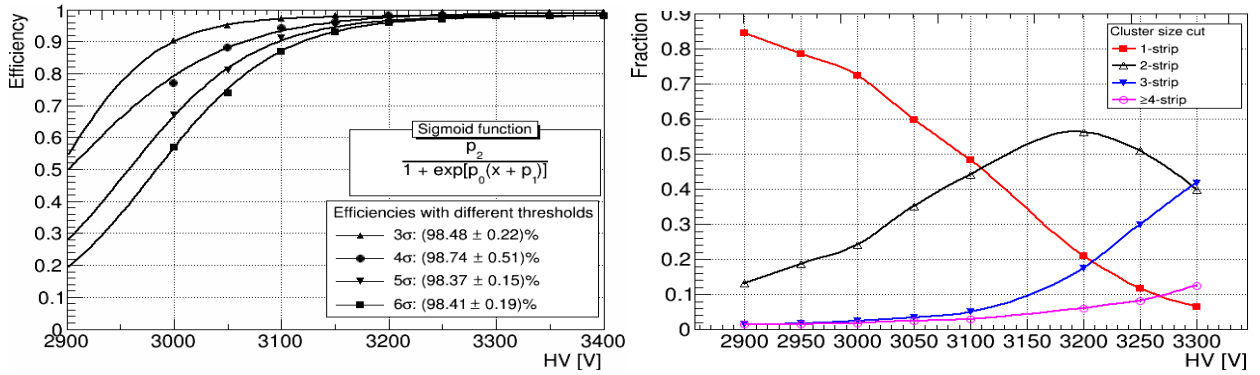 Efficiency
1
0.9
0.8
0.7
0.6
0.5
0.4
0.3
0.2
0.1
0
2900 2950 3000 3050 3100 3150 3200 3250 3300 3350 3400
HV [V]
Sigmoid function
p2
1 + exp[p0(x + p1)]
Efficiencies with different thresholds
3σ: (98.48 ± 0.22)%
4σ: (98.74 ± 0.51)%
5σ: (98.37 ± 0.15)%
6σ: (98.41 ± 0.19)%
Fraction
0.9
0.8
0.7
0.6
0.5
0.4
0.3
0.2
0.1
0
2900 2950 3000 3050 3100 3150 3200 3250 3300
HV [V]
Cluster size cut
1-strip
2-strip
3-strip
≥4-strip